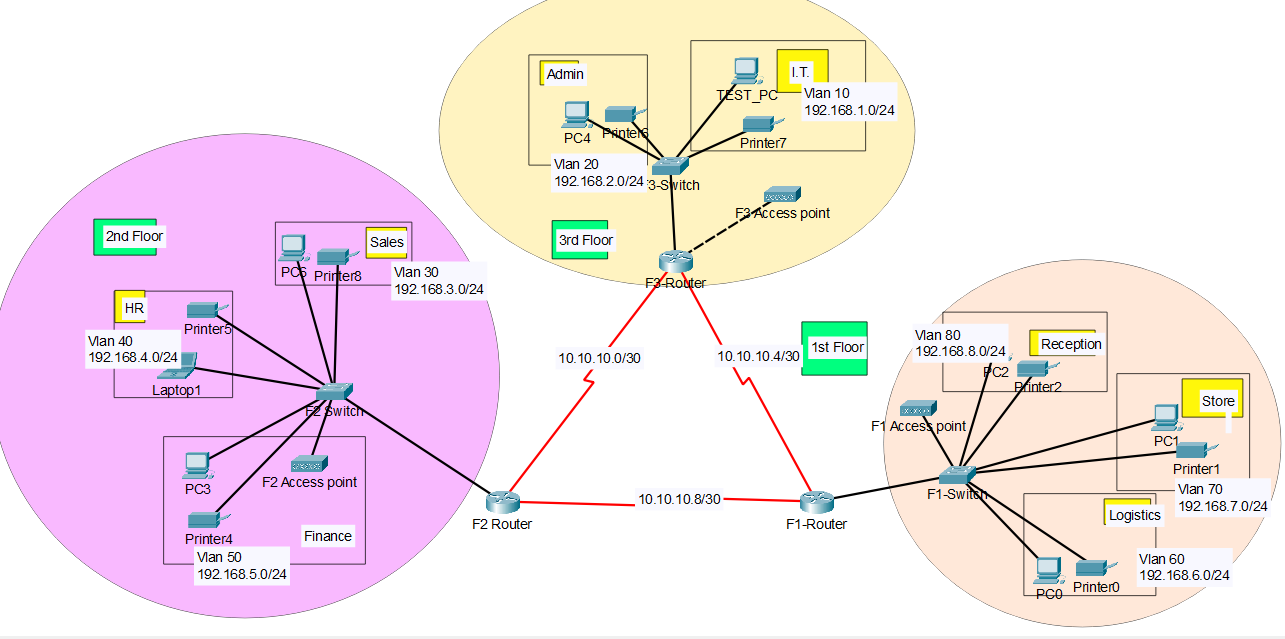 Admin
I.T.
TEST_PC
Vlan 10
192.168.1.0/24
PC4
Printer6
Printer7
Vlan 20
192.168.2.0/24
F3-Switch
F3 Access point
3rd Floor
F3-Router
2nd Floor
Sales
PC6
Printer8
Vlan 30
192.168.3.0/24
HR
Printer5
Vlan 40
192.168.4.0/24
Laptop1
F2 Switch
PC3
F2 Access point
Printer4
Finance
Vlan 50
192.168.5.0/24
10.10.10.0/30
10.10.10.4/30
10.10.10.8/30
F2 Router
F1-Router
1st Floor
Vlan 80
192.168.8.0/24
Reception
PC2
Printer2
F1 Access point
Store
PC1
Printer1
F1-Switch
Vlan 70
192.168.7.0/24
Logistics
Vlan 60
192.168.6.0/24
PC0
Printer0